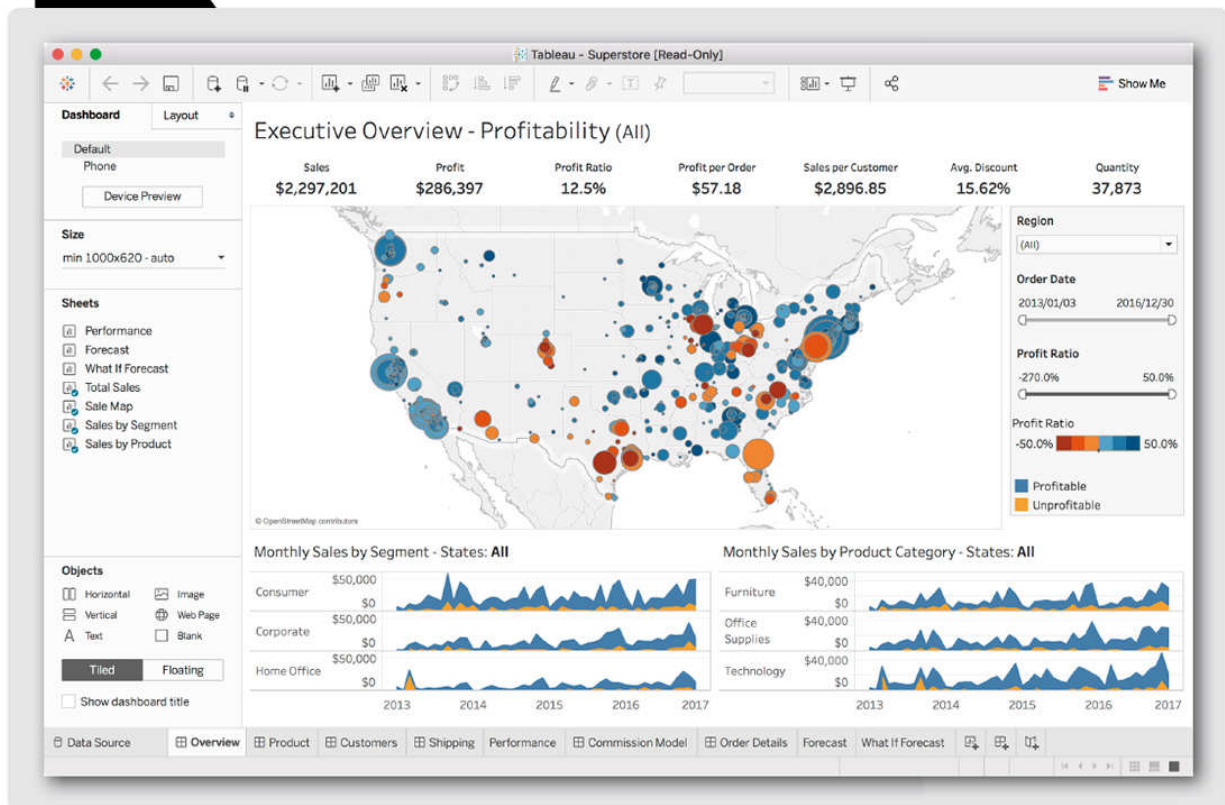 Tableau - Superstore [Read-Only]
Show Me
Dashboard
Layout
Default
Phone
Device Preview
Size
min 1000x620 - auto
Sheets
Performance
Forecast
What If Forecast
Total Sales
Sale Map
Sales by Segment
Sales by Product
Objects
Horizontal
Image
Vertical
Web Page
A Text
Blank
Tiled
Floating
Show dashboard title
Executive Overview - Profitability (All)
Sales
Profit
Profit Ratio
Profit per Order
Sales per Customer
Avg. Discount
Quantity
$2,297,201
$286,397
12.5%
$57.18
$2,896.85
15.62%
37,873
© OpenStreetMap contributors
Region
(All)
Order Date
2013/01/03
2016/12/30
Profit Ratio
-270.0%
50.0%
Profit Ratio
-50.0%
50.0%
Profitable
Unprofitable
Monthly Sales by Segment - States: All
Consumer
$50,000
$0
Corporate
$50,000
$0
Home Office
$50,000
$0
2013
2014
2015
2016
2017
Monthly Sales by Product Category - States: All
Furniture
$40,000
$0
Office
Supplies
$40,000
$0
Technology
$40,000
$0
2013
2014
2015
2016
2017
Data Source
Overview
Product
Customers
Shipping
Performance
Commission Model
Order Details
Forecast
What If Forecast